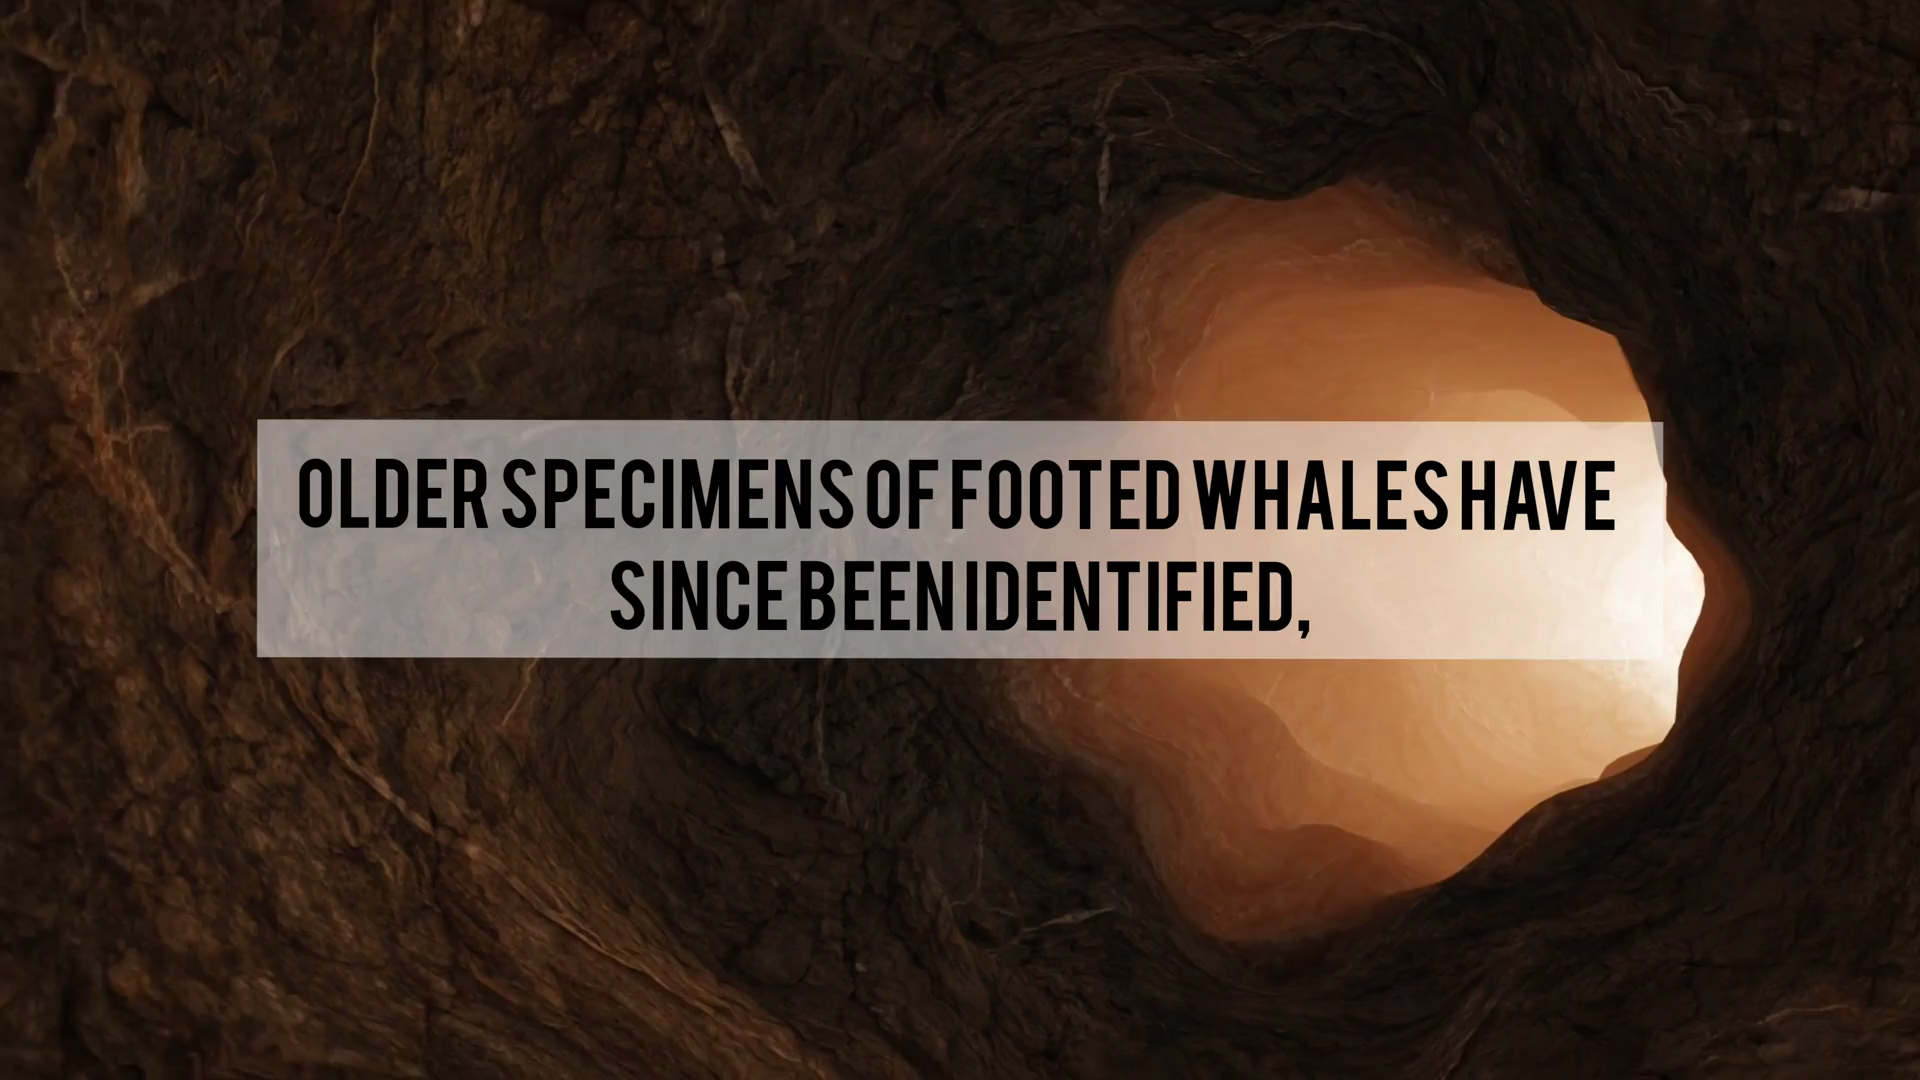 OLDER SPECIMENS OF FOOTED WHALES HAVE
SINCE BEEN IDENTIFIED,